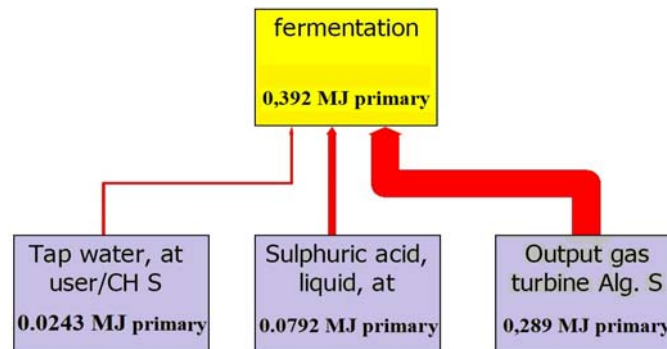 fermentation
0,392 MJ primary
Tap water, at
user/CH S
0.0243 MJ primary
Sulphuric acid,
liquid, at
0.0792 MJ primary
Output gas
turbine Alg. S
0,289 MJ primary